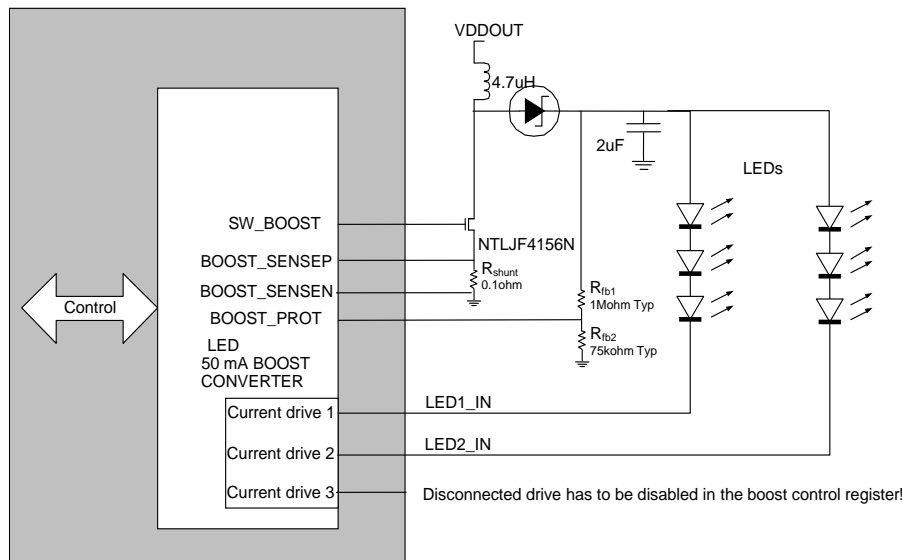 VDDOUT
4.7uH
2uF
LEDs
SW_BOOST
NTLJF4156N
BOOST_SENSEP
Rshunt
0.1ohm
BOOST_SENSEN
Rfb1
1Mohm Typ
Control
BOOST_PROT
Rfb2
75kohm Typ
LED
50 mA BOOST
CONVERTER
Current drive 1
LED1_IN
Current drive 2
LED2_IN
Current drive 3
Disconnected drive has to be disabled in the boost control register!